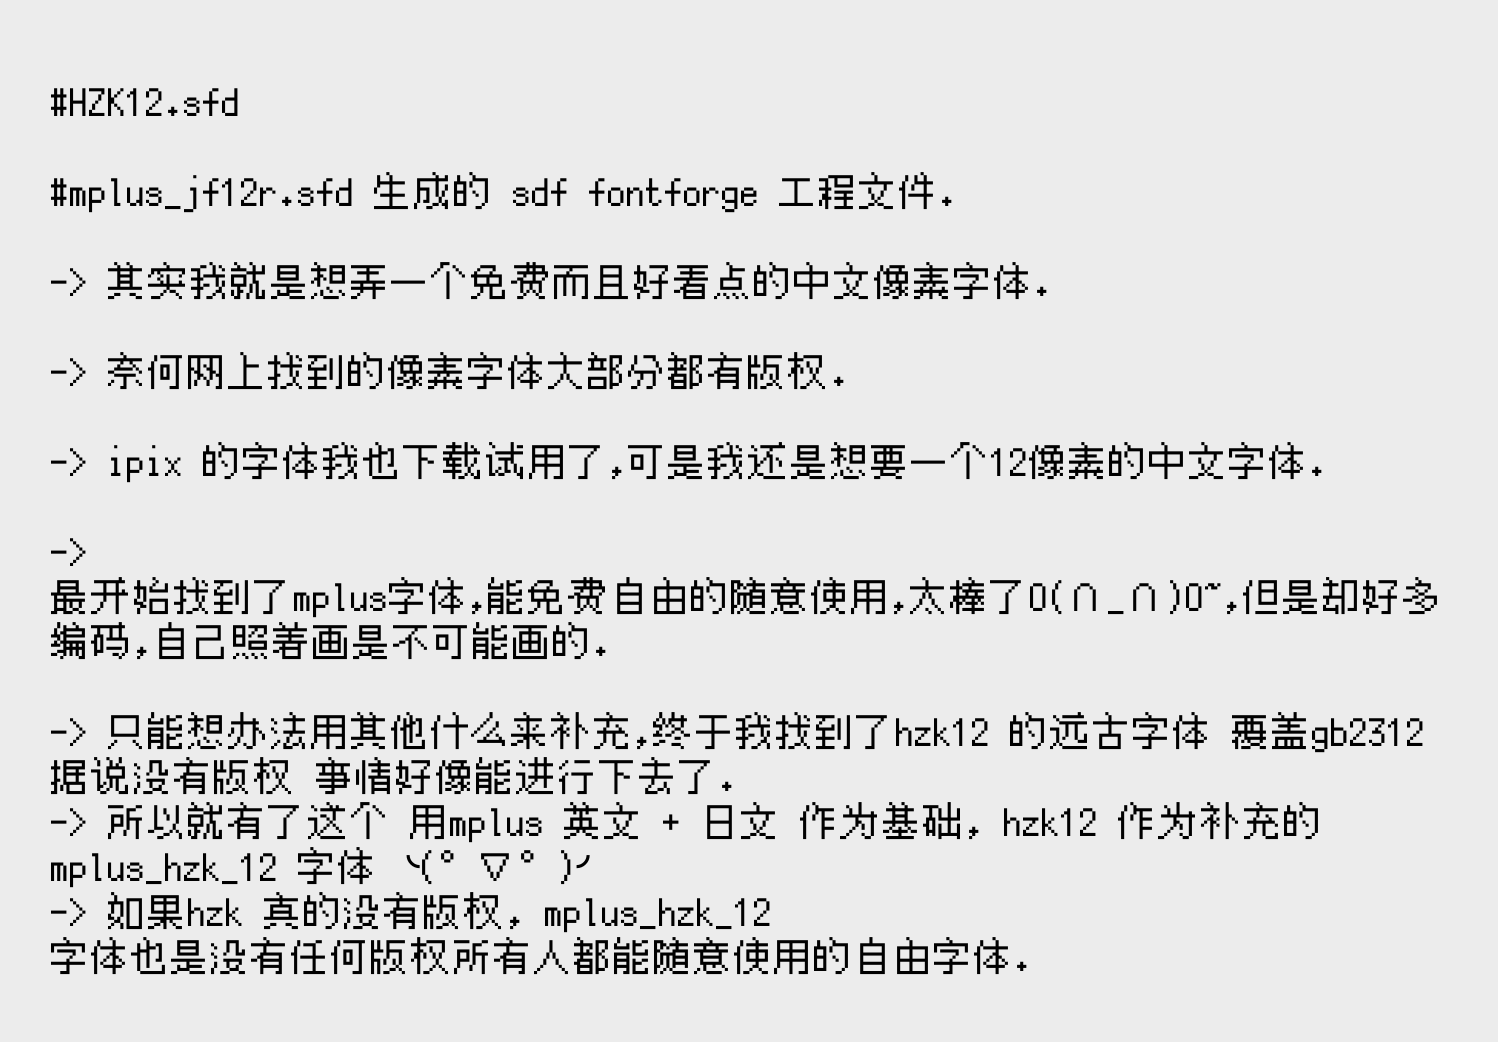 #HZK12.sfd
#mplus_jf12r.sfd 生成的 sdf fontforge 工程文件.
-> 其实我就是想弄一个免费而且好看点的中文像素字体.
-> 奈何网上找到的像素字体大部分都有版权.
-> ipix 的字体我也下载试用了,可是我还是想要一个12像素的中文字体.
->
最开始找到了mplus字体,能免费自由的随意使用,太棒了O(∩_∩)O~,但是却好多
编码,自己照着画是不可能画的.
-> 只能想办法用其他什么来补充,终于我找到了hzk12 的远古字体 覆盖gb2312
据说没有版权 事情好像能进行下去了.
-> 所以就有了这个 用mplus 英文 + 日文 作为基础, hzk12 作为补充的
mplus_hzk_12 字体 ╰(°▽°)╯
-> 如果hzk 真的没有版权, mplus_hzk_12
字体也是没有任何版权所有人都能随意使用的自由字体.